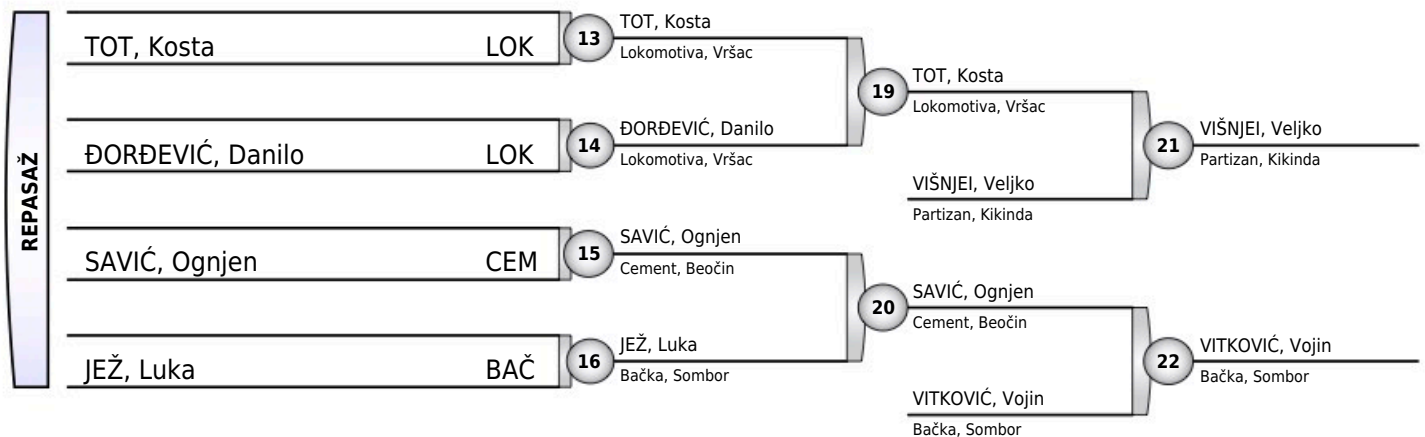 REPASAŽ
TOT, Kosta LOK
13
TOT, Kosta
Lokomotiva, Vršac
19
TOT, Kosta
Lokomotiva, Vršac
ĐORĐEVIĆ, Danilo LOK
14
ĐORĐEVIĆ, Danilo
Lokomotiva, Vršac
21
VIŠNJEI, Veljko
Partizan, Kikinda
VIŠNJEI, Veljko
Partizan, Kikinda
SAVIĆ, Ognjen CEM
15
SAVIĆ, Ognjen
Cement, Beočin
20
SAVIĆ, Ognjen
Cement, Beočin
JEŽ, Luka BAČ
16
JEŽ, Luka
Bačka, Sombor
22
VITKOVIĆ, Vojin
Bačka, Sombor
VITKOVIĆ, Vojin
Bačka, Sombor